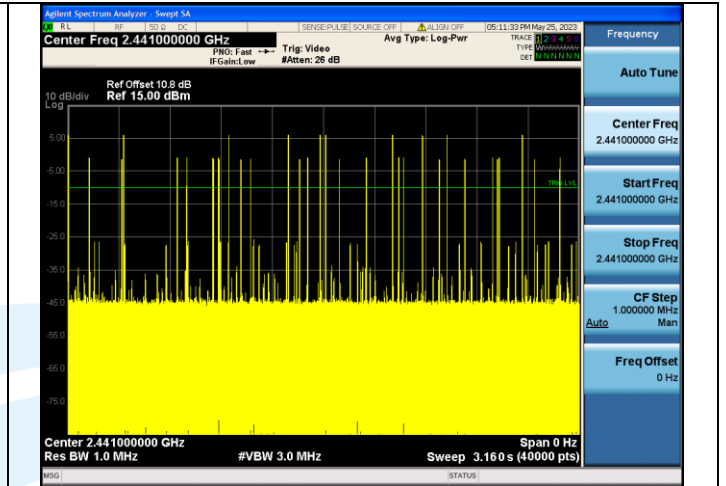 Agilent Spectrum Analyzer - Swept SA
RL RF 50 Ω DC SENSE:PULSE SOURCE OFF ALIGN OFF 05:11:33 PM May 25, 2023
Center Freq 2.441000000 GHz
PNO: Fast
IFGain:Low
Trig: Video
#Atten: 26 dB
Avg Type: Log-Pwr
TRACE 1 2 3 4 5 6
TYPE
DET N N N N N N
Ref Offset 10.8 dB
10 dB/div Ref 15.00 dBm
Log
5.00
-5.00
TRIG LVL
-15.0
-25.0
-35.0
-45.0
-55.0
-65.0
-75.0
Center 2.441000000 GHz Span 0 Hz
Res BW 1.0 MHz #VBW 3.0 MHz Sweep 3.160 s (40000 pts)
MSG STATUS
Frequency
Auto Tune
Center Freq
2.441000000 GHz
Start Freq
2.441000000 GHz
Stop Freq
2.441000000 GHz
CF Step
1.000000 MHz
Auto Man
Freq Offset
0 Hz